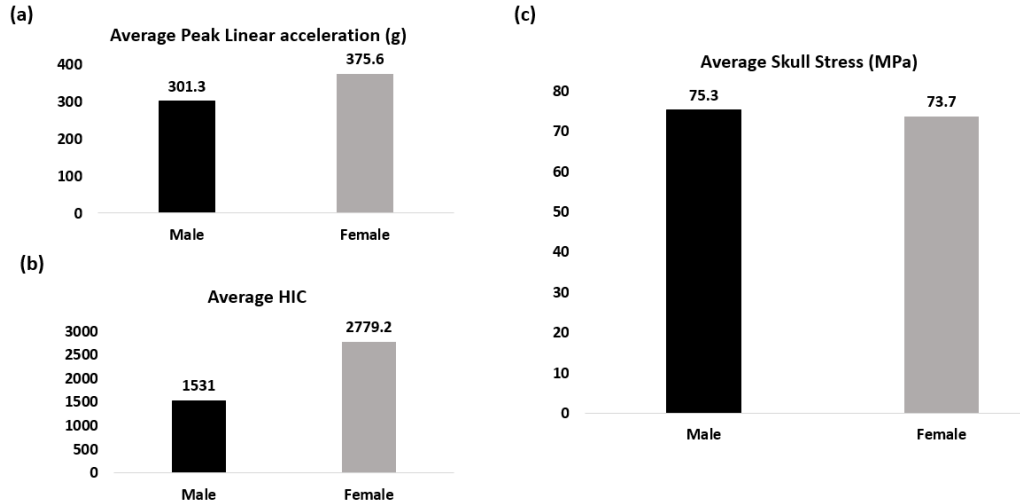 (a)
Average Peak Linear acceleration (g)
400
300
200
100
0
301.3
375.6
Male
Female
(b)
Average HIC
3000
2500
2000
1500
1000
500
0
1531
2779.2
Male
Female
(c)
Average Skull Stress (MPa)
80
70
60
50
40
30
20
10
0
75.3
73.7
Male
Female